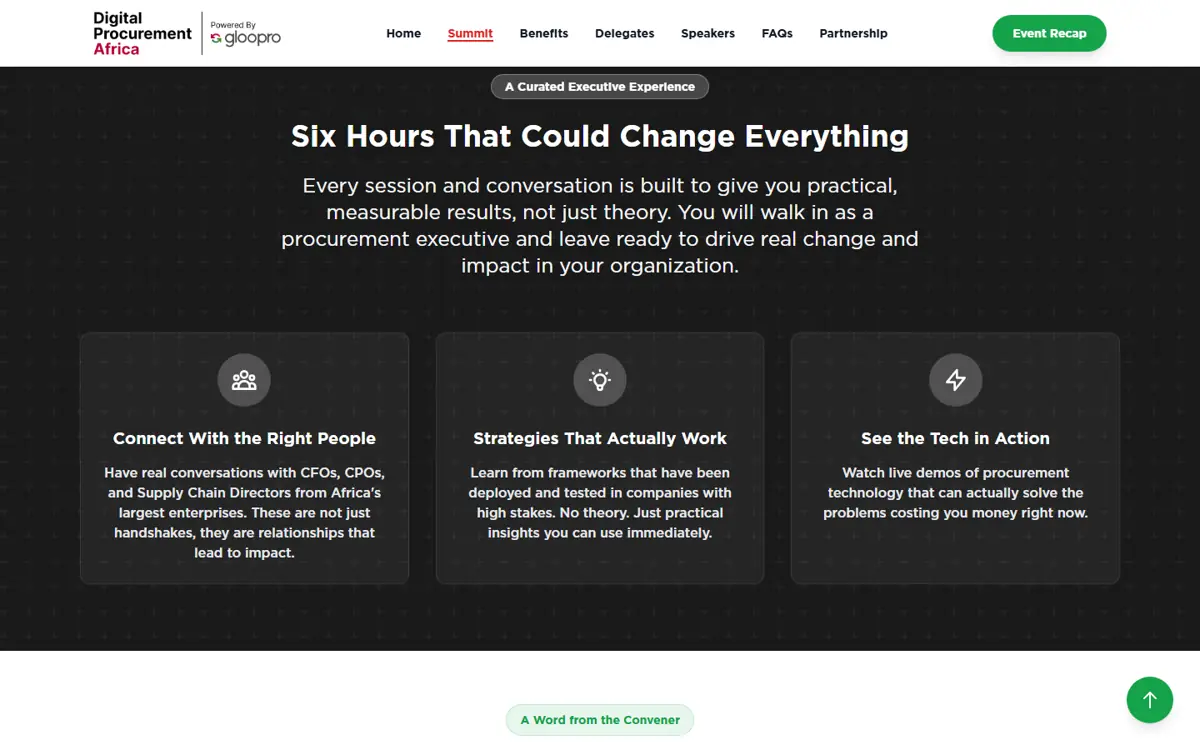 Digital
Procurement
Africa
Powered By
gloopro
Home
Summit
Benefits
Delegates
Speakers
FAQs
Partnership
Event Recap
A Curated Executive Experience
Six Hours That Could Change Everything
Every session and conversation is built to give you practical,
measurable results, not just theory. You will walk in as a
procurement executive and leave ready to drive real change and
impact in your organization.
Connect With the Right People
Have real conversations with CFOs, CPOs,
and Supply Chain Directors from Africa's
largest enterprises. These are not just
handshakes, they are relationships that
lead to impact.
Strategies That Actually Work
Learn from frameworks that have been
deployed and tested in companies with
high stakes. No theory. Just practical
insights you can use immediately.
See the Tech in Action
Watch live demos of procurement
technology that can actually solve the
problems costing you money right now.
A Word from the Convener